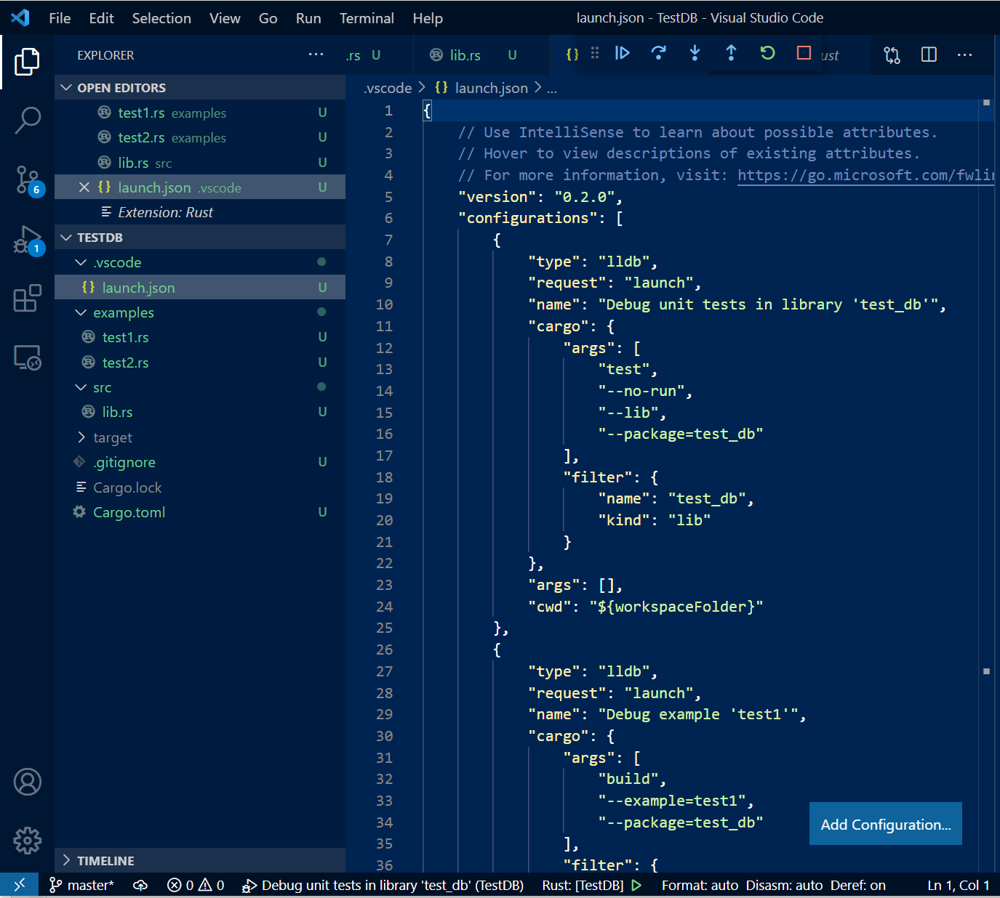 File Edit Selection View Go Run Terminal Help launch.json - TestDB - Visual Studio Code
EXPLORER ···
.rs U lib.rs U {} ust ···
OPEN EDITORS
test1.rs examples U
test2.rs examples U
lib.rs src U
{} launch.json .vscode U
Extension: Rust
TESTDB
.vscode
{} launch.json U
examples
test1.rs U
test2.rs U
src
lib.rs U
target
.gitignore U
Cargo.lock
Cargo.toml U
TIMELINE
6
1
.vscode > {} launch.json > ...
1 {
2 // Use IntelliSense to learn about possible attributes.
3 // Hover to view descriptions of existing attributes.
4 // For more information, visit: https://go.microsoft.com/fwlin
5 "version": "0.2.0",
6 "configurations": [
7 {
8 "type": "lldb",
9 "request": "launch",
10 "name": "Debug unit tests in library 'test_db'",
11 "cargo": {
12 "args": [
13 "test",
14 "--no-run",
15 "--lib",
16 "--package=test_db"
17 ],
18 "filter": {
19 "name": "test_db",
20 "kind": "lib"
21 }
22 },
23 "args": [],
24 "cwd": "${workspaceFolder}"
25 },
26 {
27 "type": "lldb",
28 "request": "launch",
29 "name": "Debug example 'test1'",
30 "cargo": {
31 "args": [
32 "build",
33 "--example=test1",
34 "--package=test_db"
35 ],
36 "filter": {
Add Configuration...
master* 0 0 Debug unit tests in library 'test_db' (TestDB) Rust: [TestDB] Format: auto Disasm: auto Deref: on Ln 1, Col 1